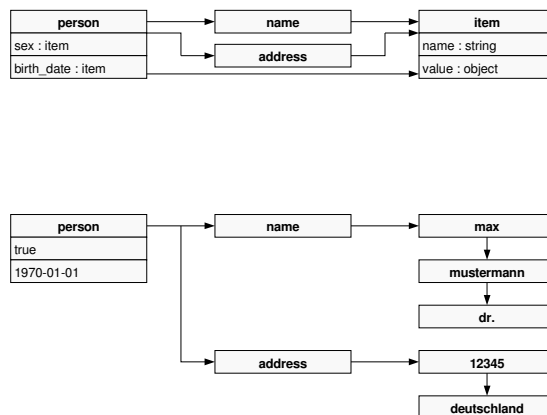 person name item
sex : item name : string
address
birth_date : item value : object
person name max
true
1970-01-01 mustermann
dr.
address 12345
deutschland